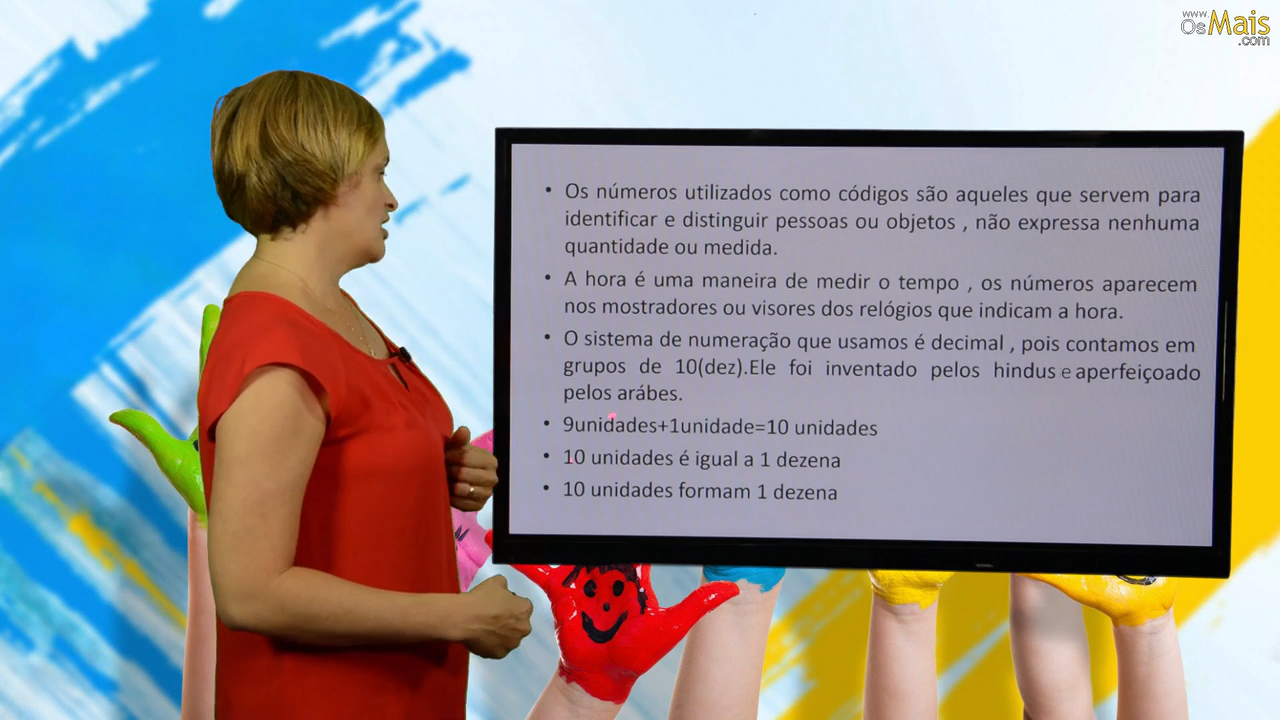 www
OsMais
.com
• Os números utilizados como códigos são aqueles que servem para
identificar e distinguir pessoas ou objetos , não expressa nenhuma
quantidade ou medida.
• A hora é uma maneira de medir o tempo , os números aparecem
nos mostradores ou visores dos relógios que indicam a hora.
• O sistema de numeração que usamos é decimal , pois contamos em
grupos de 10(dez).Ele foi inventado pelos hindus e aperfeiçoado
pelos arábes.
• 9unidades+1unidade=10 unidades
• 10 unidades é igual a 1 dezena
• 10 unidades formam 1 dezena